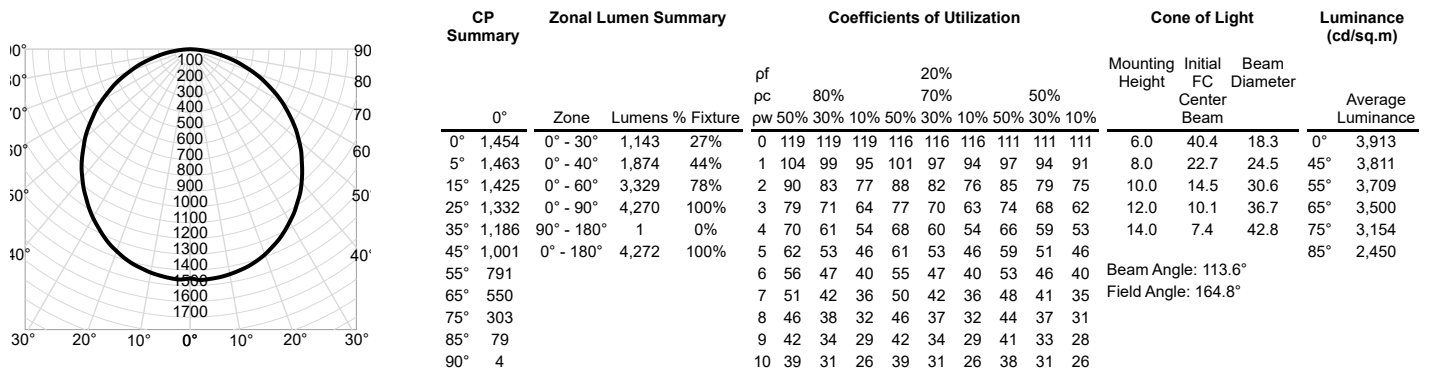 CP Summary
0°
0° 1,454
5° 1,463
15° 1,425
25° 1,332
35° 1,186
45° 1,001
55° 791
65° 550
75° 303
85° 79
90° 4
Zonal Lumen Summary
Zone Lumens % Fixture
0° - 30° 1,143 27%
0° - 40° 1,874 44%
0° - 60° 3,329 78%
0° - 90° 4,270 100%
90° - 180° 1 0%
0° - 180° 4,272 100%
Coefficients of Utilization
ρf 20%
ρc 80% 70% 50%
ρw 50% 30% 10% 50% 30% 10% 50% 30% 10%
0 119 119 119 116 116 116 111 111 111
1 104 99 95 101 97 94 97 94 91
2 90 83 77 88 82 76 85 79 75
3 79 71 64 77 70 63 74 68 62
4 70 61 54 68 60 54 66 59 53
5 62 53 46 61 53 46 59 51 46
6 56 47 40 55 47 40 53 46 40
7 51 42 36 50 42 36 48 41 35
8 46 38 32 46 37 32 44 37 31
9 42 34 29 42 34 29 41 33 28
10 39 31 26 39 31 26 38 31 26
Cone of Light
Mounting Height Initial FC Center Beam Beam Diameter
6.0 40.4 18.3
8.0 22.7 24.5
10.0 14.5 30.6
12.0 10.1 36.7
14.0 7.4 42.8
Beam Angle: 113.6°
Field Angle: 164.8°
Luminance
(cd/sq.m)
Average
Luminance
0° 3,913
45° 3,811
55° 3,709
65° 3,500
75° 3,154
85° 2,450
90
80
70
60
50
40°
100
200
300
400
500
600
700
800
900
1000
1100
1200
1300
1400
1500
1600
1700
30° 20° 10° 0° 10° 20° 30°